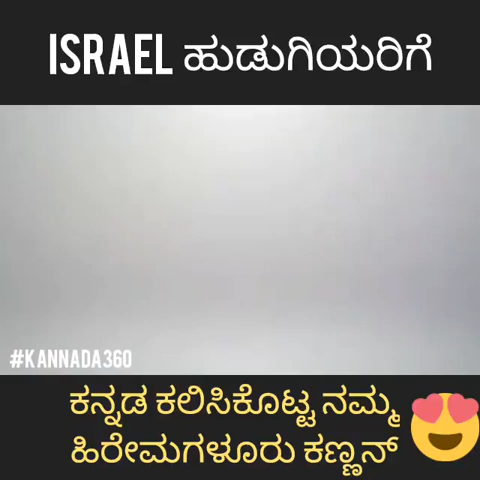 ISRAEL ಹುಡುಗಿಯರಿಗೆ
#KANNADA360
ಕನ್ನಡ ಕಲಿಸಿಕೊಟ್ಟ ನಮ್ಮ
ಹಿರೇಮಗಳೂರು ಕಣ್ಣನ್